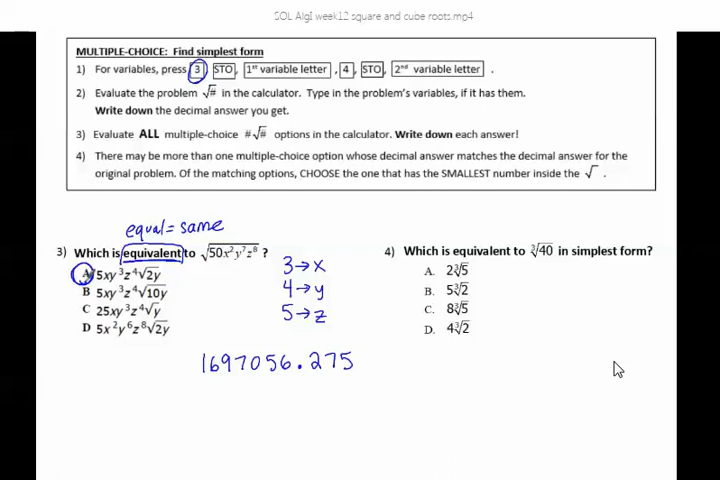 SOL AlgI week12 square and cube roots.mp4
MULTIPLE-CHOICE: Find simplest form
1) For variables, press 3 STO, 1st variable letter , 4 , STO, 2nd variable letter .
2) Evaluate the problem √# in the calculator. Type in the problem's variables, if it has them.
Write down the decimal answer you get.
3) Evaluate ALL multiple-choice #√# options in the calculator. Write down each answer!
4) There may be more than one multiple-choice option whose decimal answer matches the decimal answer for the
original problem. Of the matching options, CHOOSE the one that has the SMALLEST number inside the √ .
equal = same
3) Which is equivalent to √50x²y⁷z⁸ ?
A 5xy³z⁴√2y
B 5xy³z⁴√10y
C 25xy³z⁴√y
D 5x²y⁶z⁸√2y
3→x
4→y
5→z
1697056.275
4) Which is equivalent to ∛40 in simplest form?
A. 2∛5
B. 5∛2
C. 8∛5
D. 4∛2